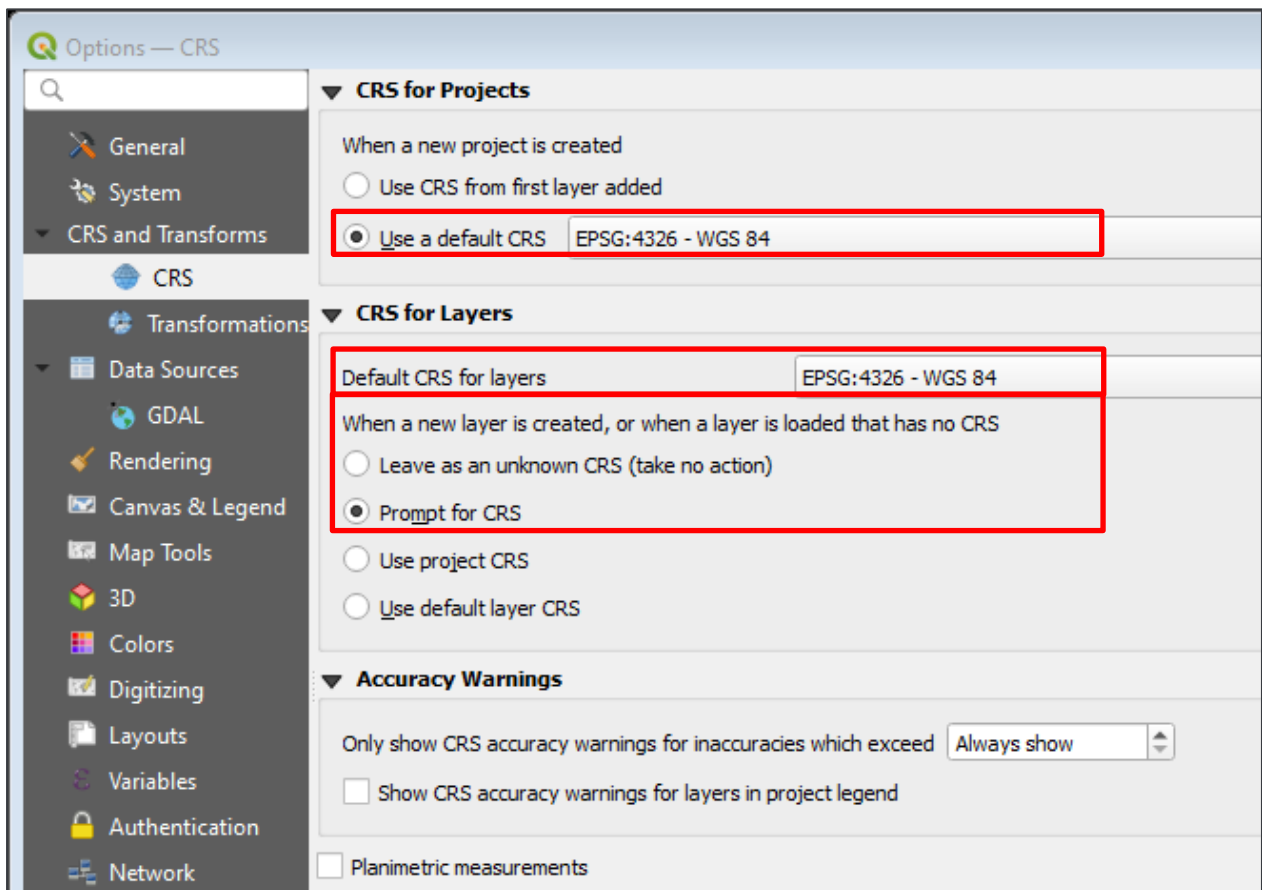 Options — CRS
General
System
CRS and Transforms
CRS
Transformations
Data Sources
GDAL
Rendering
Canvas & Legend
Map Tools
3D
Colors
Digitizing
Layouts
Variables
Authentication
Network
CRS for Projects
When a new project is created
Use CRS from first layer added
Use a default CRS EPSG:4326 - WGS 84
CRS for Layers
Default CRS for layers EPSG:4326 - WGS 84
When a new layer is created, or when a layer is loaded that has no CRS
Leave as an unknown CRS (take no action)
Prompt for CRS
Use project CRS
Use default layer CRS
Accuracy Warnings
Only show CRS accuracy warnings for inaccuracies which exceed Always show
Show CRS accuracy warnings for layers in project legend
Planimetric measurements